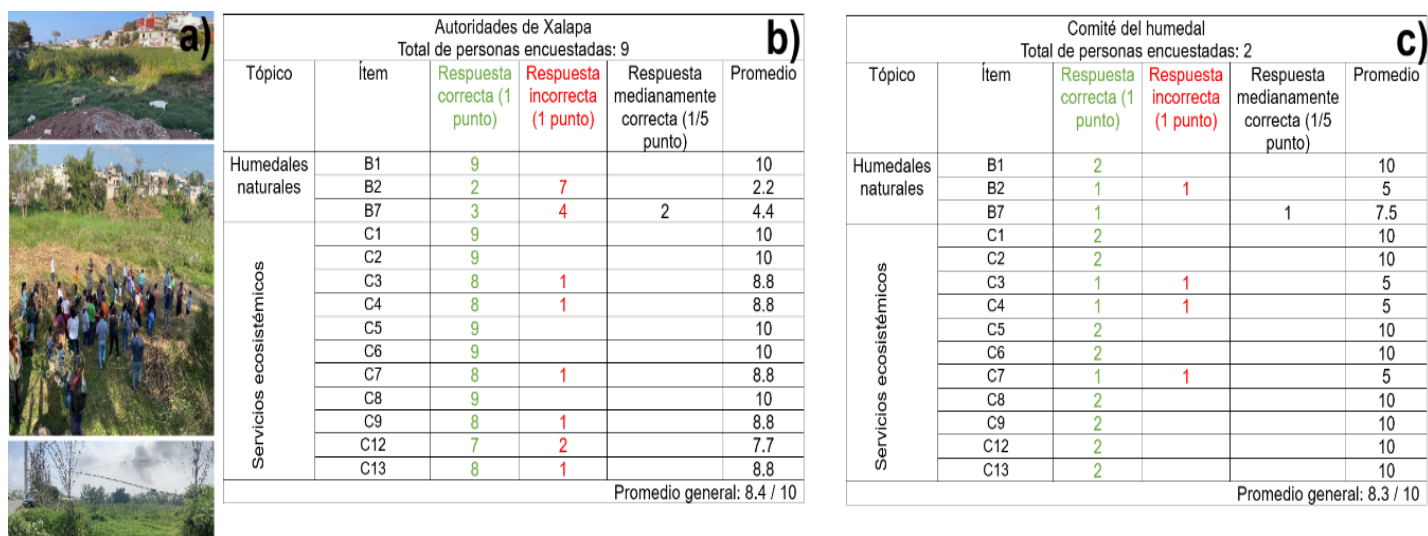 a)
Autoridades de Xalapa
b)
Total de personas encuestadas: 9
Tópico Ítem Respuesta correcta (1 punto) Respuesta incorrecta (1 punto) Respuesta medianamente correcta (1/5 punto) Promedio
Humedales naturales B1 9 10
B2 2 7 2.2
B7 3 4 2 4.4
Servicios ecosistémicos C1 9 10
C2 9 10
C3 8 1 8.8
C4 8 1 8.8
C5 9 10
C6 9 10
C7 8 1 8.8
C8 9 10
C9 8 1 8.8
C12 7 2 7.7
C13 8 1 8.8
Promedio general: 8.4 / 10
Comité del humedal
c)
Total de personas encuestadas: 2
Tópico Ítem Respuesta correcta (1 punto) Respuesta incorrecta (1 punto) Respuesta medianamente correcta (1/5 punto) Promedio
Humedales naturales B1 2 10
B2 1 1 5
B7 1 1 7.5
Servicios ecosistémicos C1 2 10
C2 2 10
C3 1 1 5
C4 1 1 5
C5 2 10
C6 2 10
C7 1 1 5
C8 2 10
C9 2 10
C12 2 10
C13 2 10
Promedio general: 8.3 / 10